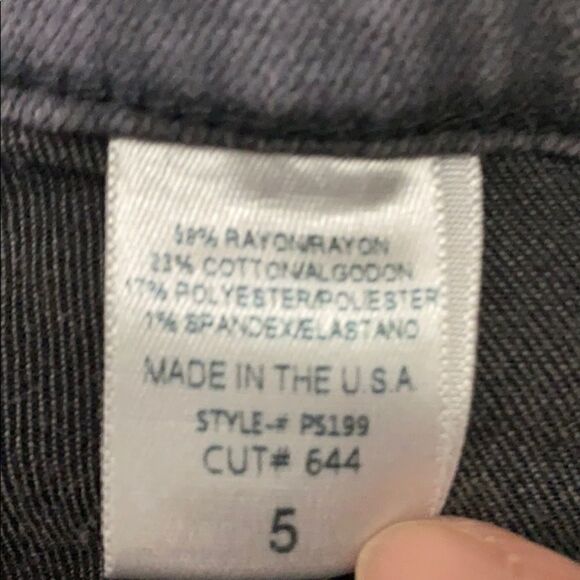 59% RAYON/RAYON
23% COTTON/ALGODON
17% POLYESTER/POLIESTER
1% SPANDEX/ELASTANO
MADE IN THE U.S.A
STYLE-# PS199
CUT# 644
5